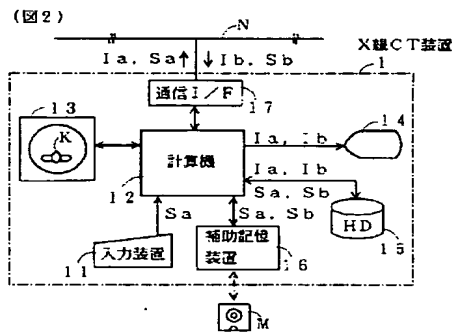 (図2)
N
Ia, Sa Ib, Sb
X線CT装置
1
通信I/F
17
13
K
計算機
12
14
Ia, Ib
Ia, Ib
Sa, Sb
Sa
Sa, Sb
HD
15
入力装置
11
補助記憶
装置
16
M